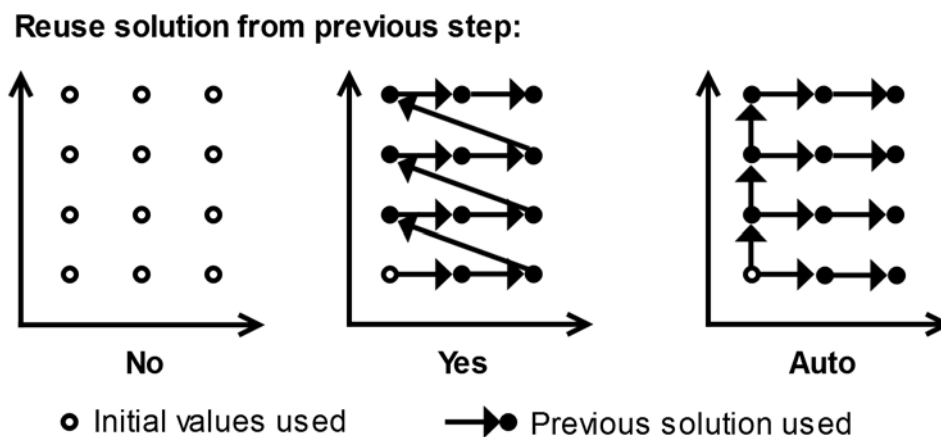 Reuse solution from previous step:
No
Yes
Auto
Initial values used
Previous solution used